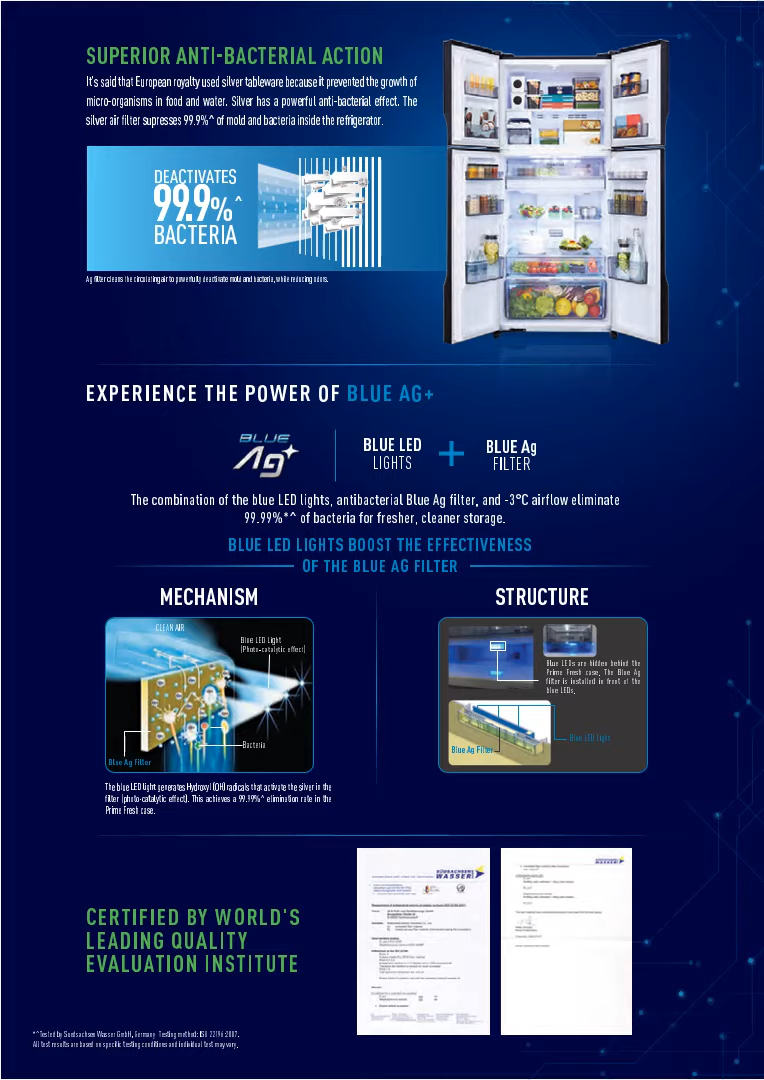 SUPERIOR ANTI-BACTERIAL ACTION
It's said that European royalty used silver tableware because it prevented the growth of
micro-organisms in food and water. Silver has a powerful anti-bacterial effect. The
silver air filter supresses 99.9%^ of mold and bacteria inside the refrigerator.
DEACTIVATES
99.9%^
BACTERIA
Ag filter cleans the circulating air to powerfully deactivate mold and bacteria, while reducing odors.
EXPERIENCE THE POWER OF BLUE AG+
BLUE
Ag+
BLUE LED
LIGHTS
+
BLUE Ag
FILTER
The combination of the blue LED lights, antibacterial Blue Ag filter, and -3°C airflow eliminate
99.99%*^ of bacteria for fresher, cleaner storage.
BLUE LED LIGHTS BOOST THE EFFECTIVENESS
OF THE BLUE AG FILTER
MECHANISM
CLEAN AIR
Blue LED Light
(Photo-catalytic effect)
Bacteria
Blue Ag Filter
The blue LED light generates Hydroxyl (OH) radicals that activate the silver in the
filter (photo-catalytic effect). This achieves a 99.99%^ elimination rate in the
Prime Fresh case.
STRUCTURE
Blue LEDs are hidden behind the
Prime Fresh case. The Blue Ag
filter is installed in front of the
blue LEDs.
Blue LED Light
Blue Ag Filter
CERTIFIED BY WORLD'S
LEADING QUALITY
EVALUATION INSTITUTE
SÜDSACHSEN
WASSER
*^Tested by Suedsachsen Wasser GmbH, Germany. Testing method: ISO 22196:2007.
All test results are based on specific testing conditions and individual test may vary.